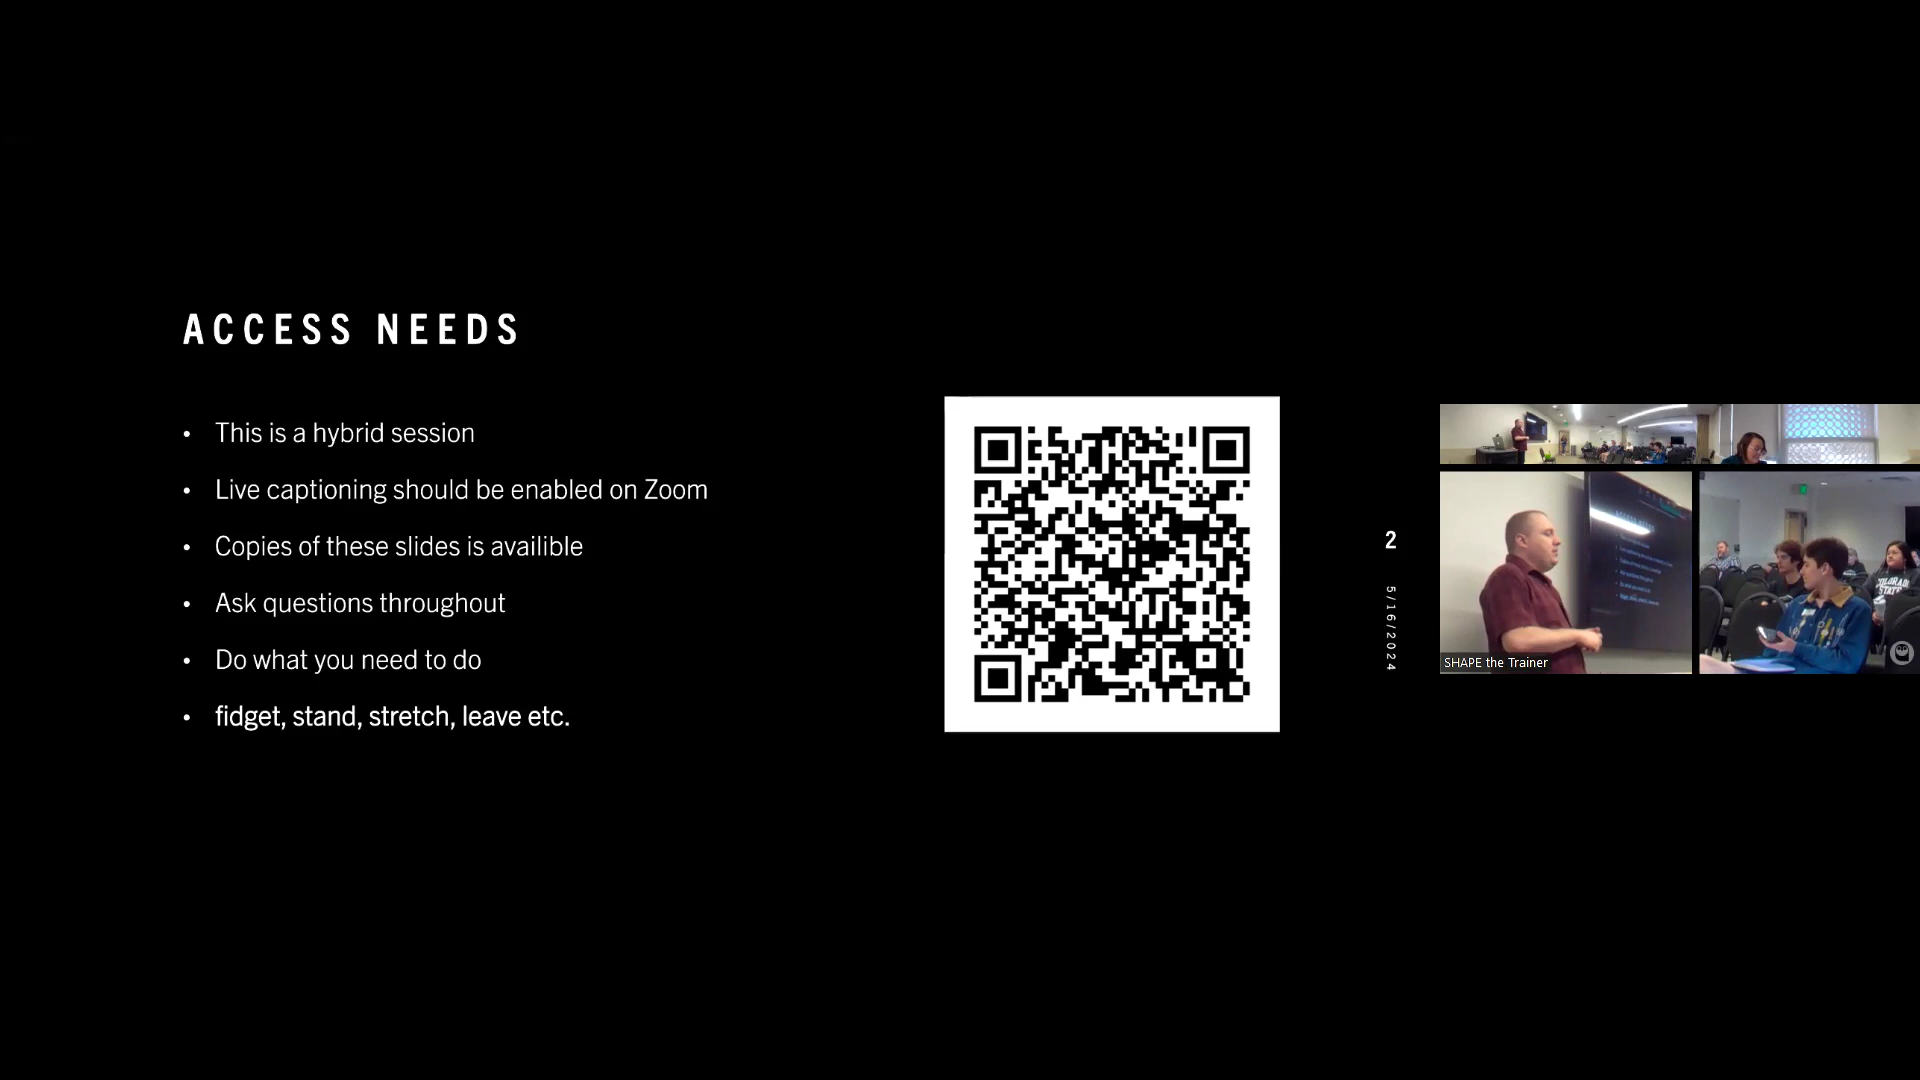 ACCESS NEEDS
• This is a hybrid session
• Live captioning should be enabled on Zoom
• Copies of these slides is availible
• Ask questions throughout
• Do what you need to do
• fidget, stand, stretch, leave etc.
2
5/16/2024
SHAPE the Trainer
COLORADO
STATE